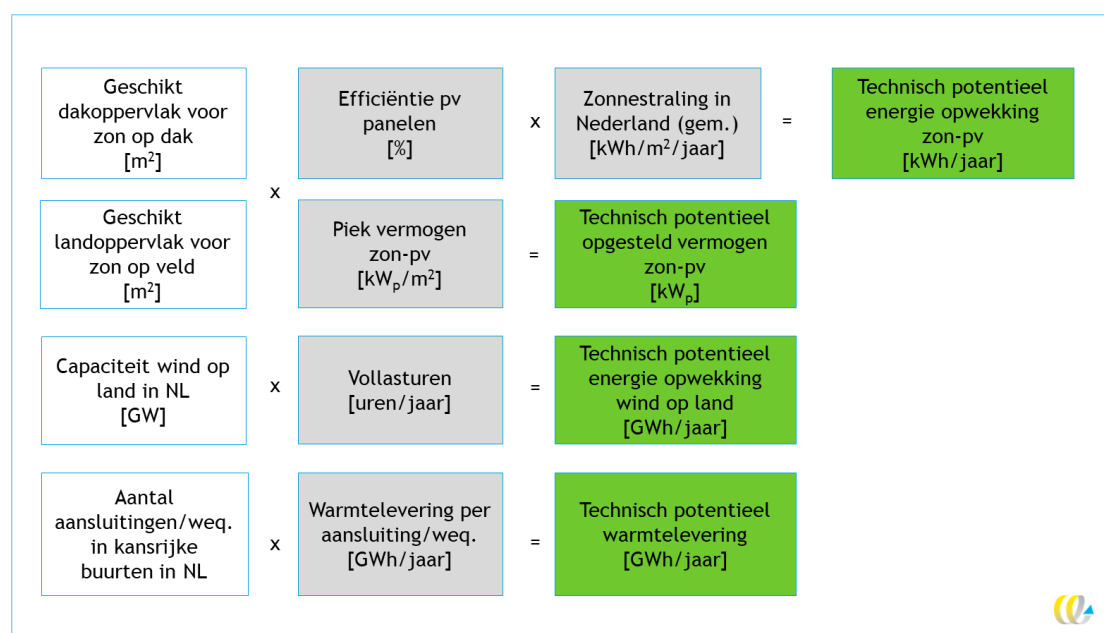 Geschikt
dakoppervlak voor
zon op dak
[m²]
Efficiëntie pv
panelen
[%]
x
Zonnestraling in
Nederland (gem.)
[kWh/m²/jaar]
=
Technisch potentieel
energie opwekking
zon-pv
[kWh/jaar]
x
Geschikt
landoppervlak voor
zon op veld
[m²]
Piek vermogen
zon-pv
[kWₚ/m²]
=
Technisch potentieel
opgesteld vermogen
zon-pv
[kWₚ]
Capaciteit wind op
land in NL
[GW]
x
Vollasturen
[uren/jaar]
=
Technisch potentieel
energie opwekking
wind op land
[GWh/jaar]
Aantal
aansluitingen/weq.
in kansrijke
buurten in NL
x
Warmtelevering per
aansluiting/weq.
[GWh/jaar]
=
Technisch potentieel
warmtelevering
[GWh/jaar]